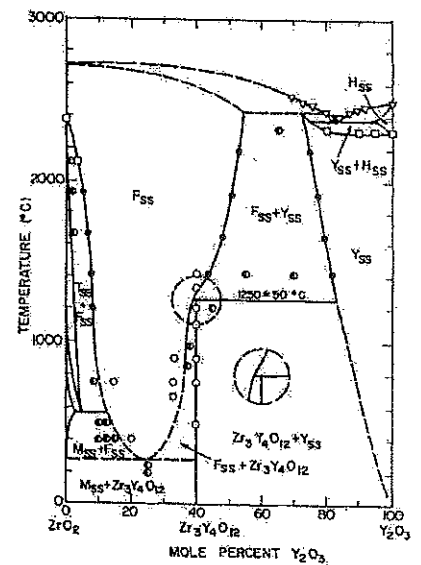 3000
2000
1000
0
TEMPERATURE (°C)
H_SS
Y_SS+H_SS
F_SS
F_SS+Y_SS
Y_SS
1250±50°C
M_SS+F_SS
Zr3Y4O12+Y_SS
F_SS+Zr3Y4O12
M_SS+Zr3Y4O12
0 20 40 60 80 100
ZrO2 Zr3Y4O12 Y2O3
MOLE PERCENT Y2O3